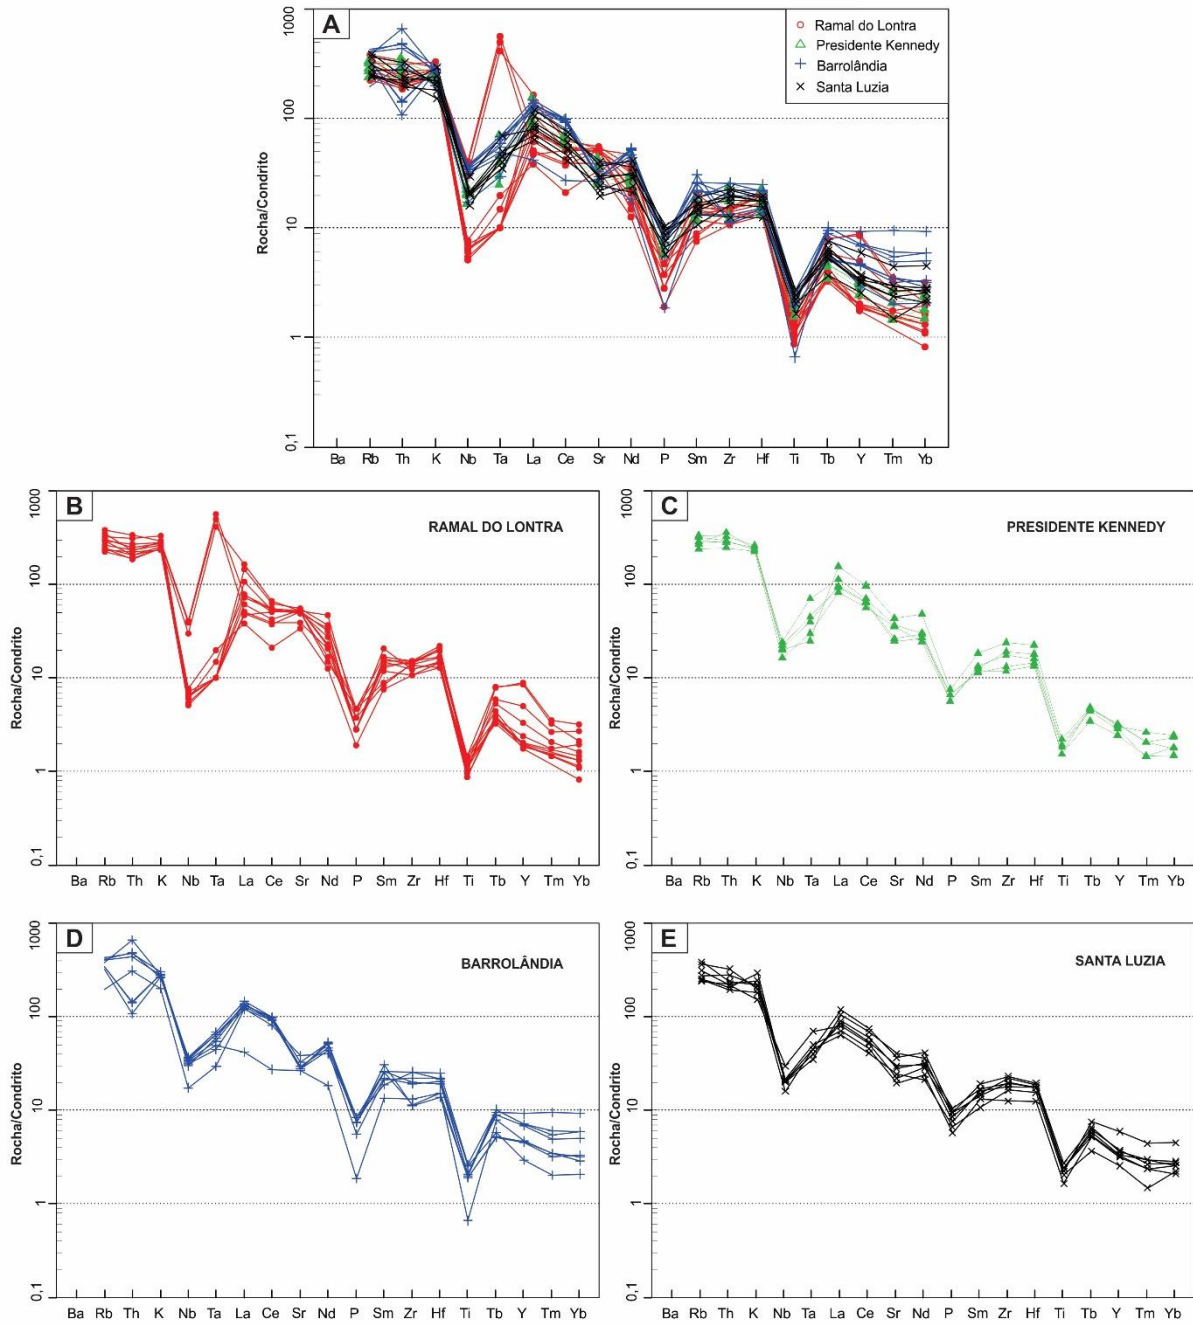 A
1000
100
10
1
0,1
Rocha/Condrito
Ramal do Lontra
Presidente Kennedy
Barrolândia
Santa Luzia
Ba Rb Th K Nb Ta La Ce Sr Nd P Sm Zr Hf Ti Tb Y Tm Yb
B
RAMAL DO LONTRA
1000
100
10
1
0,1
Rocha/Condrito
Ba Rb Th K Nb Ta La Ce Sr Nd P Sm Zr Hf Ti Tb Y Tm Yb
C
PRESIDENTE KENNEDY
1000
100
10
1
0,1
Rocha/Condrito
Ba Rb Th K Nb Ta La Ce Sr Nd P Sm Zr Hf Ti Tb Y Tm Yb
D
BARROLÂNDIA
1000
100
10
1
0,1
Rocha/Condrito
Ba Rb Th K Nb Ta La Ce Sr Nd P Sm Zr Hf Ti Tb Y Tm Yb
E
SANTA LUZIA
1000
100
10
1
0,1
Rocha/Condrito
Ba Rb Th K Nb Ta La Ce Sr Nd P Sm Zr Hf Ti Tb Y Tm Yb